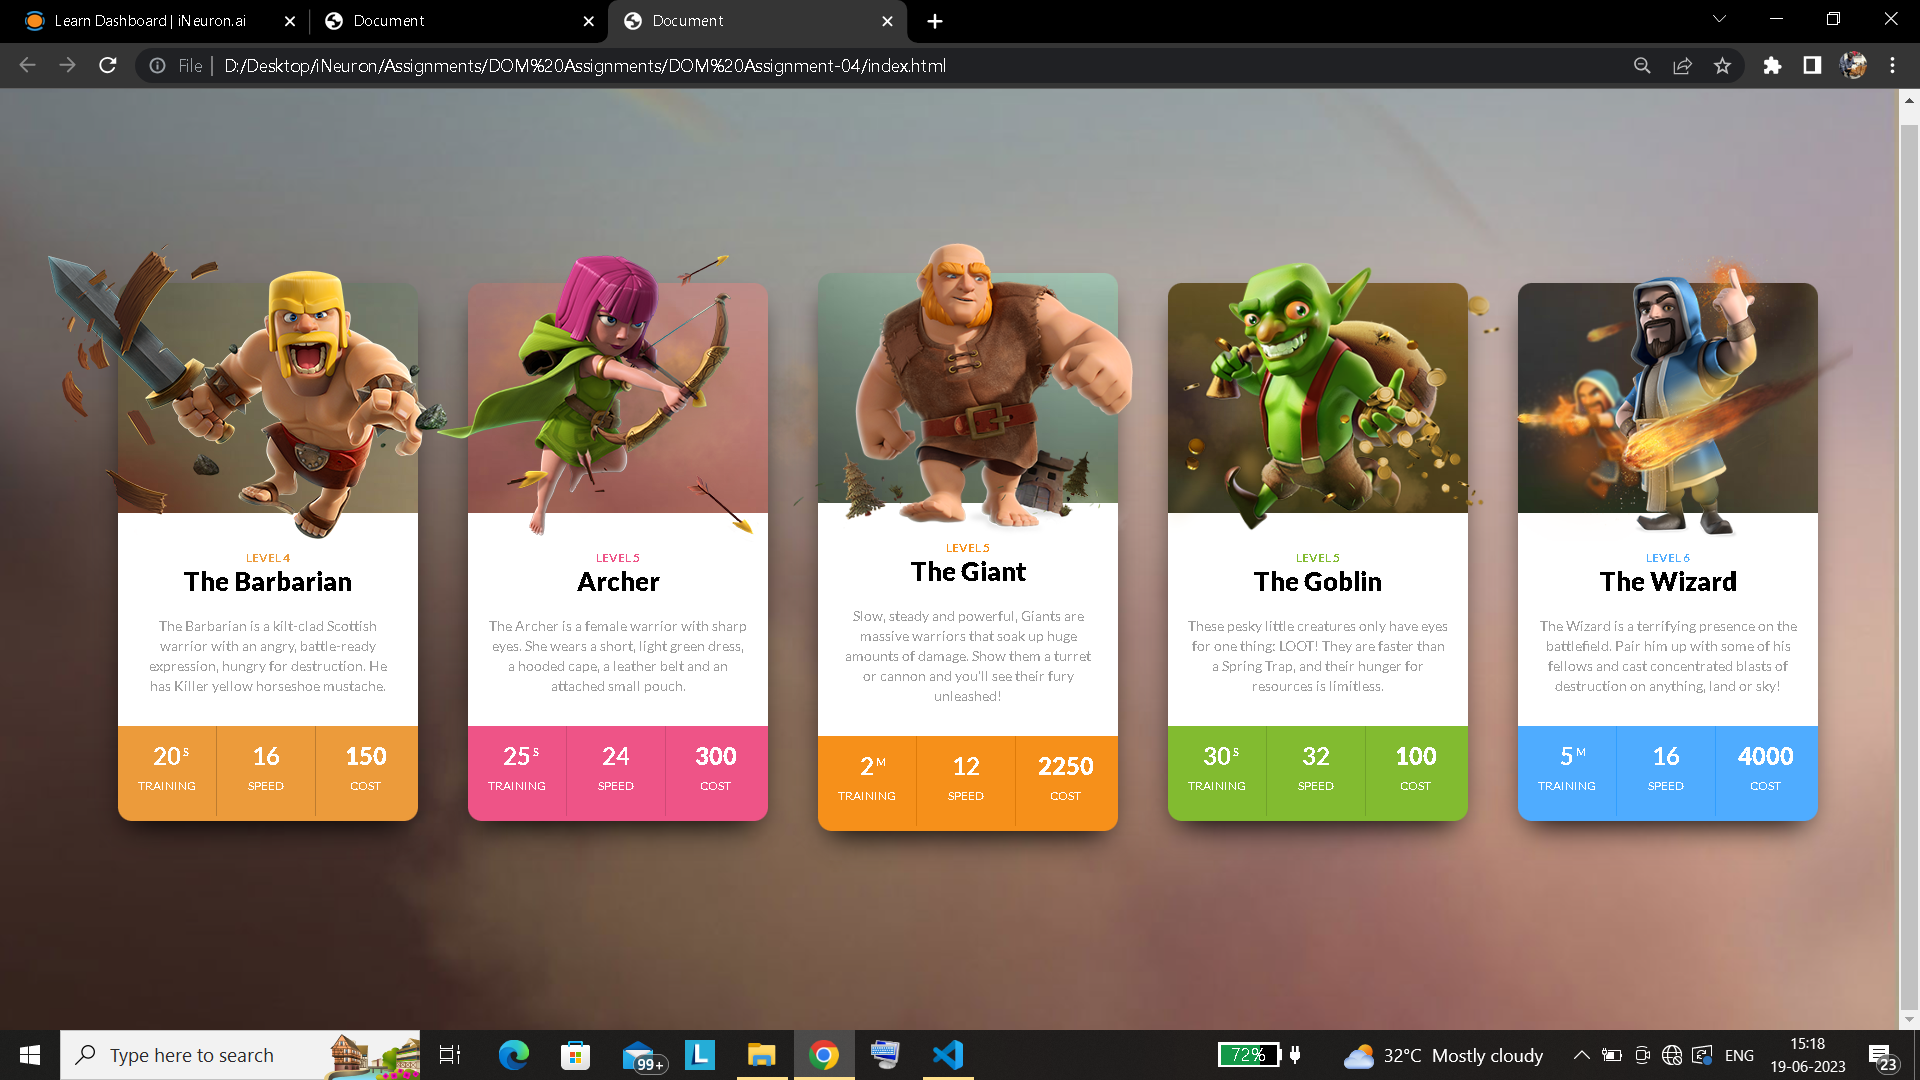 Learn Dashboard | iNeuron.ai
Document
Document
File
D:/Desktop/iNeuron/Assignments/DOM%20Assignments/DOM%20Assignment-04/index.html
LEVEL 4
The Barbarian
The Barbarian is a kilt-clad Scottish
warrior with an angry, battle-ready
expression, hungry for destruction. He
has Killer yellow horseshoe mustache.
20 S
TRAINING
16
SPEED
150
COST
LEVEL 5
Archer
The Archer is a female warrior with sharp
eyes. She wears a short, light green dress,
a hooded cape, a leather belt and an
attached small pouch.
25 S
TRAINING
24
SPEED
300
COST
LEVEL 5
The Giant
Slow, steady and powerful, Giants are
massive warriors that soak up huge
amounts of damage. Show them a turret
or cannon and you'll see their fury
unleashed!
2 M
TRAINING
12
SPEED
2250
COST
LEVEL 5
The Goblin
These pesky little creatures only have eyes
for one thing: LOOT! They are faster than
a Spring Trap, and their hunger for
resources is limitless.
30 S
TRAINING
32
SPEED
100
COST
LEVEL 6
The Wizard
The Wizard is a terrifying presence on the
battlefield. Pair him up with some of his
fellows and cast concentrated blasts of
destruction on anything, land or sky!
5 M
TRAINING
16
SPEED
4000
COST
Type here to search
99+
L
72%
32°C Mostly cloudy
ENG
15:18
19-06-2023
23